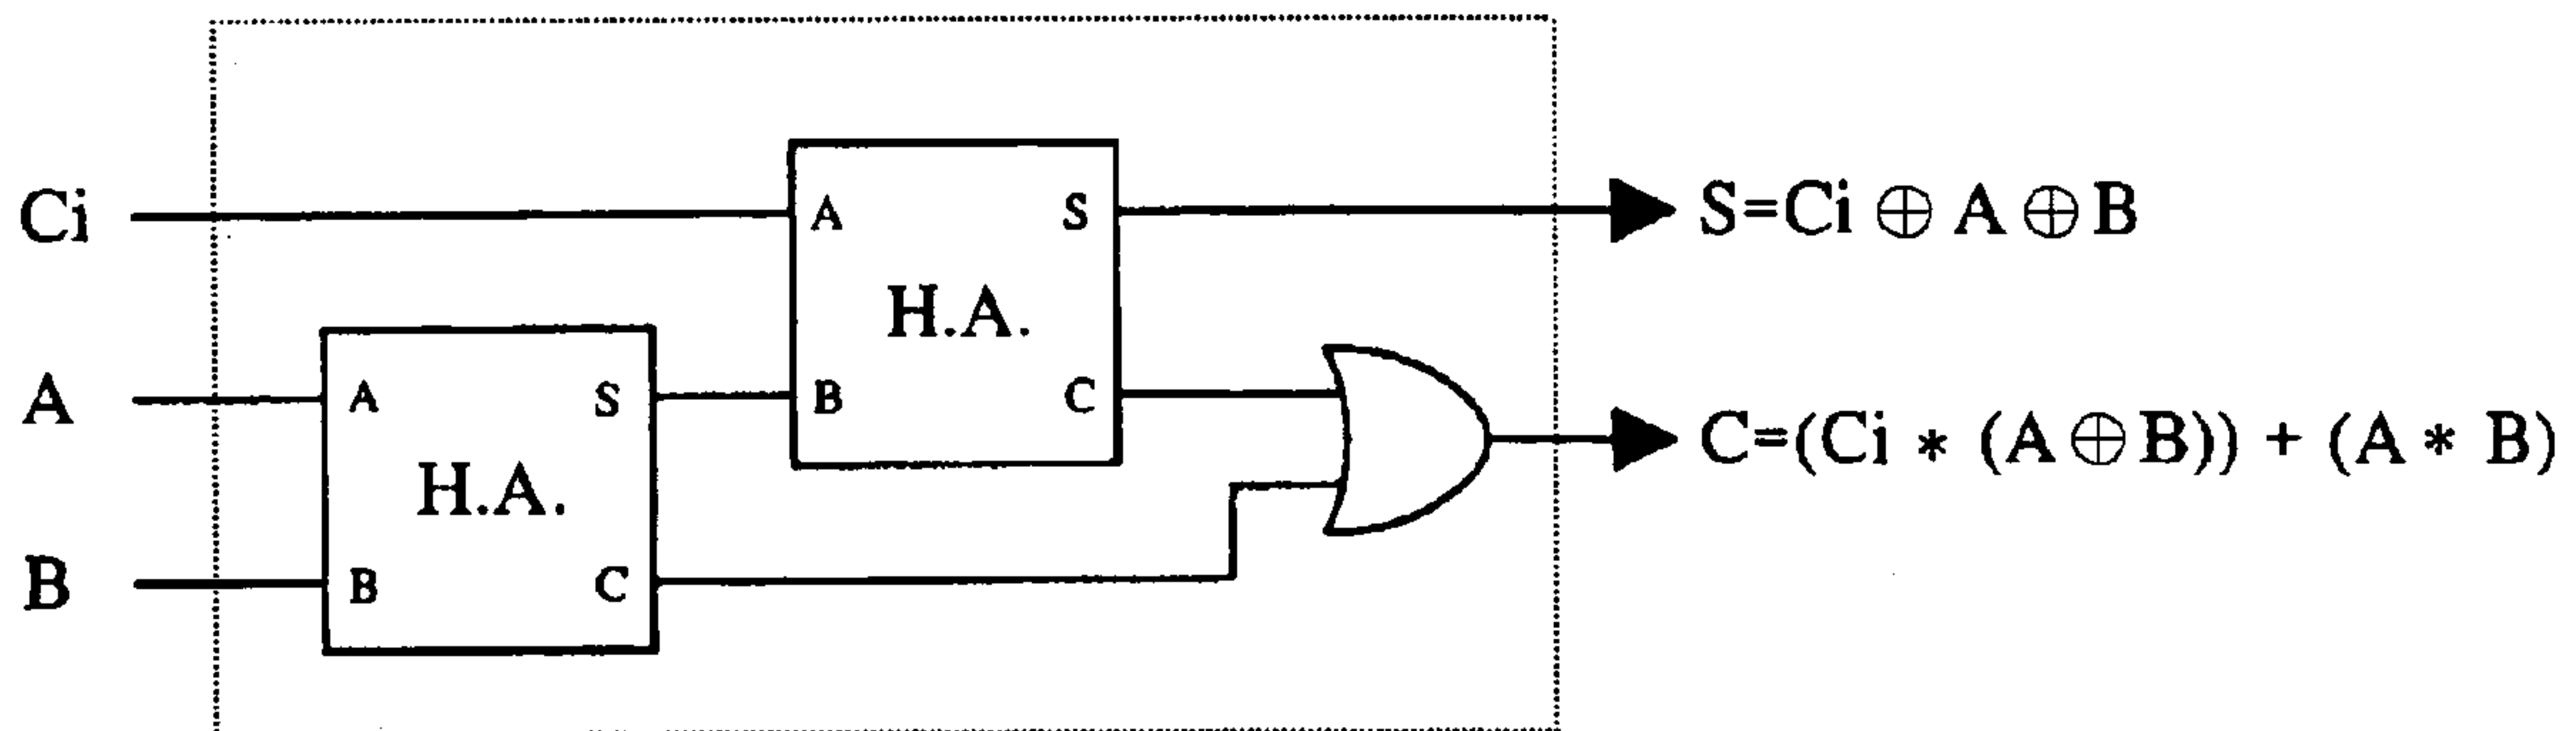 Ci
A
B
A
B
H.A.
S
C
A
B
H.A.
S
C
S=Ci ⊕ A ⊕ B
C=(Ci * (A ⊕ B)) + (A * B)